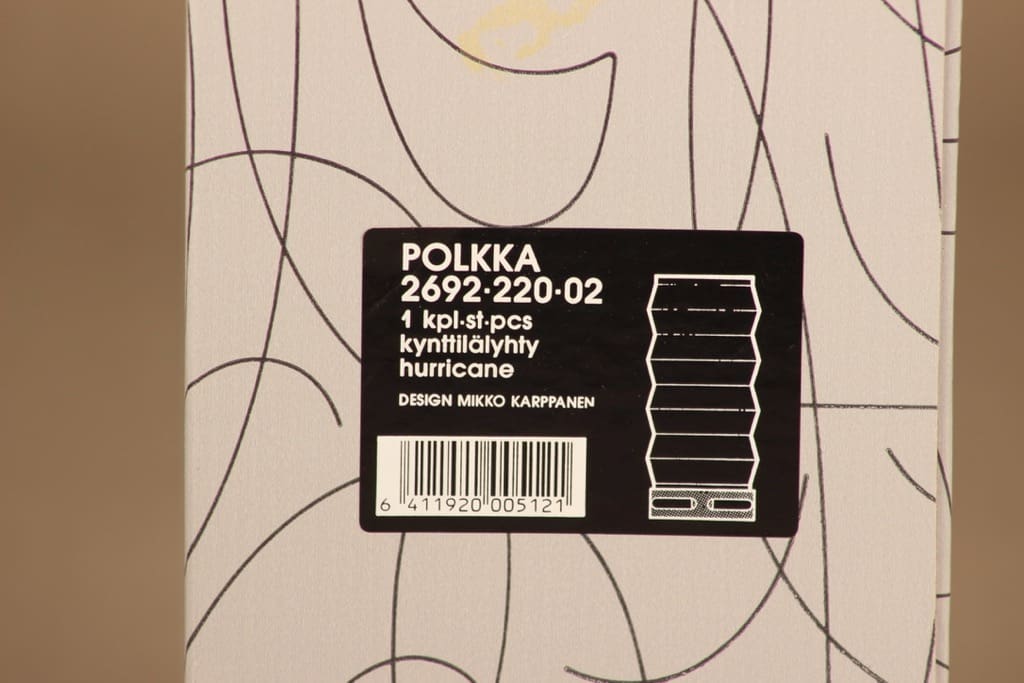 POLKKA
2692·220·02
1 kpl·st·pcs
kynttilälyhty
hurricane
DESIGN MIKKO KARPPANEN
6 411920 005121